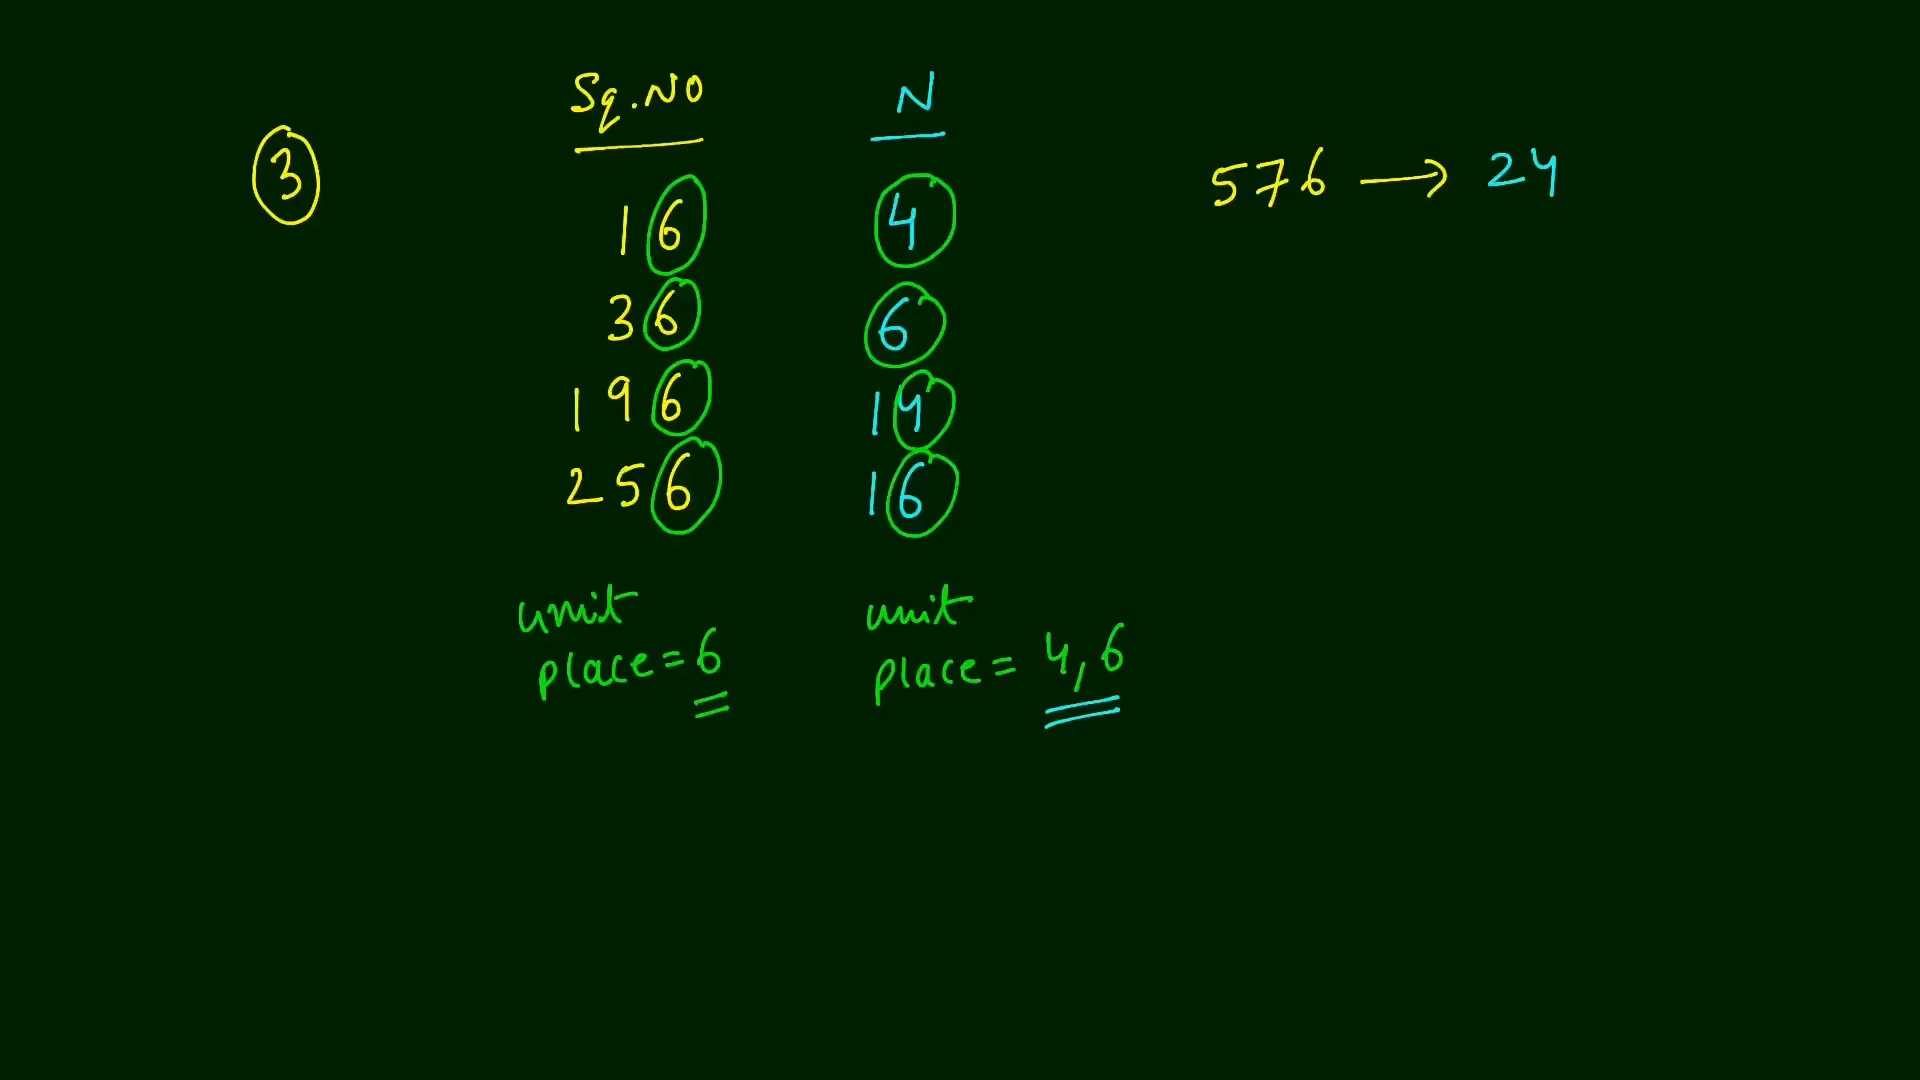 3
Sq.NO N
16 4
36 6
196 14
256 16
unit unit
place=6 place= 4,6
576 → 24